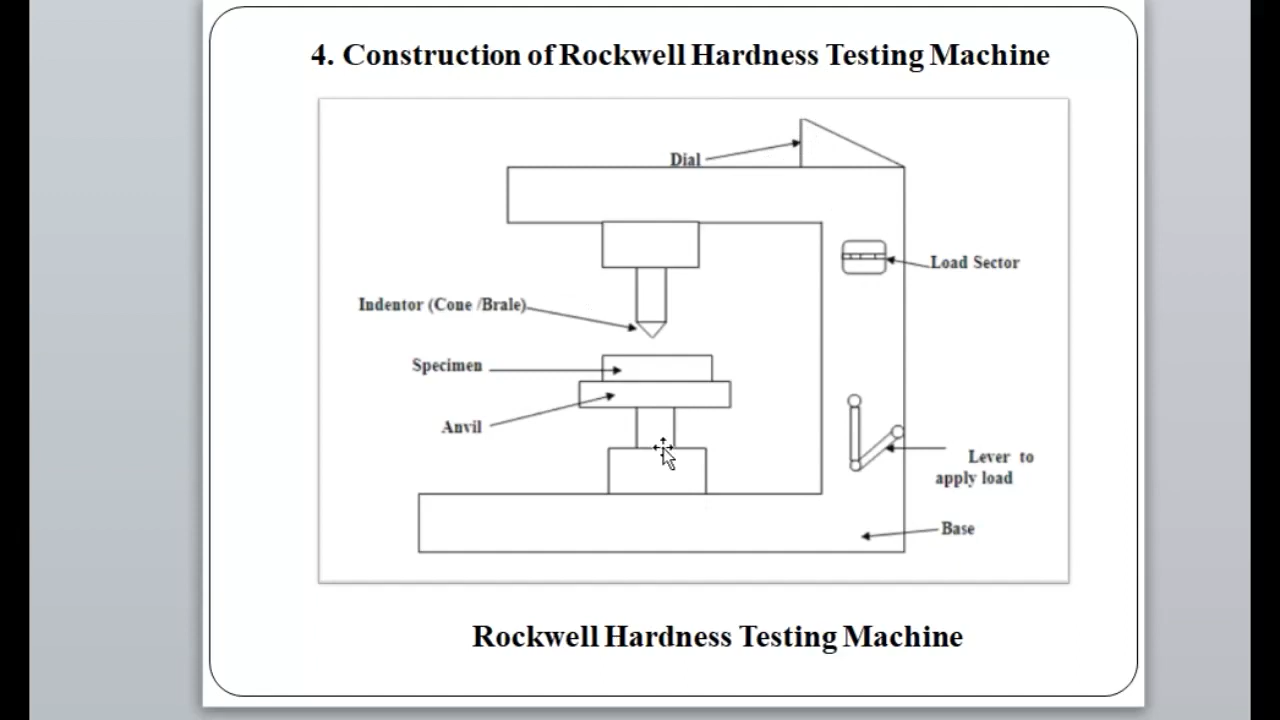 4. Construction of Rockwell Hardness Testing Machine
Dial
Load Sector
Indentor (Cone /Brale)
Specimen
Anvil
Lever to
apply load
Base
Rockwell Hardness Testing Machine